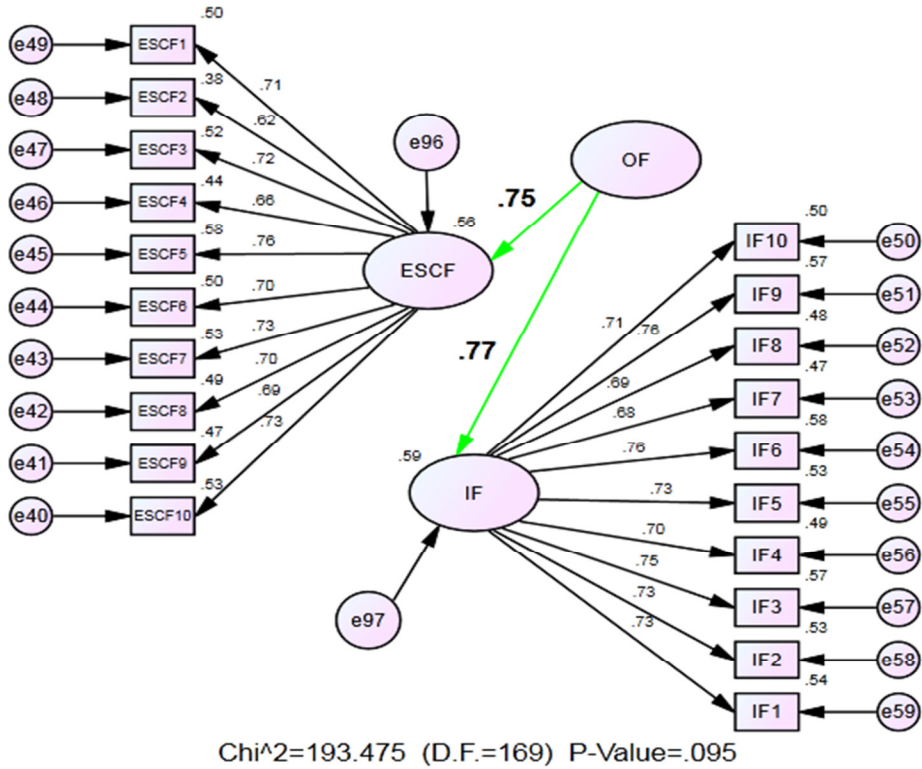 .50
e49 ESCF1
.38
e48 ESCF2
.52
e47 ESCF3
.44
e46 ESCF4
.58
e45 ESCF5
.50
e44 ESCF6
.53
e43 ESCF7
.49
e42 ESCF8
.47
e41 ESCF9
.53
e40 ESCF10
.71
.62
.72
.66
.76
.70
.73
.70
.69
.73
e96
.56
ESCF
OF
.75
.77
.59
IF
e97
.71
.76
.69
.68
.76
.73
.70
.75
.73
.73
.50
IF10 e50
.57
IF9 e51
.48
IF8 e52
.47
IF7 e53
.58
IF6 e54
.53
IF5 e55
.49
IF4 e56
.57
IF3 e57
.53
IF2 e58
.54
IF1 e59
Chi^2=193.475 (D.F.=169) P-Value=.095